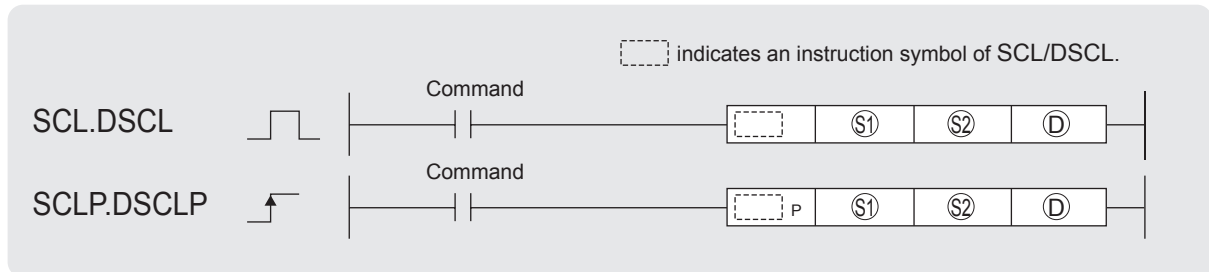 indicates an instruction symbol of SCL/DSCL.
Command
SCL.DSCL
S1 S2 D
Command
SCLP.DSCLP
P S1 S2 D